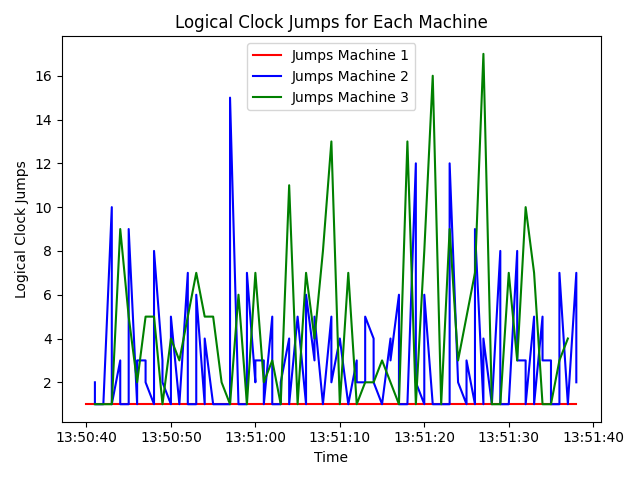 Logical Clock Jumps for Each Machine
Jumps Machine 1
Jumps Machine 2
Jumps Machine 3
Logical Clock Jumps
16
14
12
10
8
6
4
2
13:50:40 13:50:50 13:51:00 13:51:10 13:51:20 13:51:30 13:51:40
Time